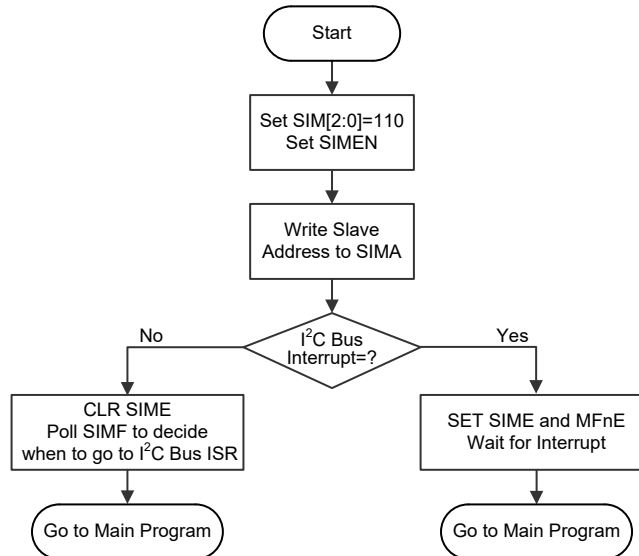 Start
Set SIM[2:0]=110
Set SIMEN
Write Slave
Address to SIMA
I²C Bus
Interrupt=?
No
Yes
CLR SIME
Poll SIMF to decide
when to go to I²C Bus ISR
SET SIME and MFnE
Wait for Interrupt
Go to Main Program
Go to Main Program